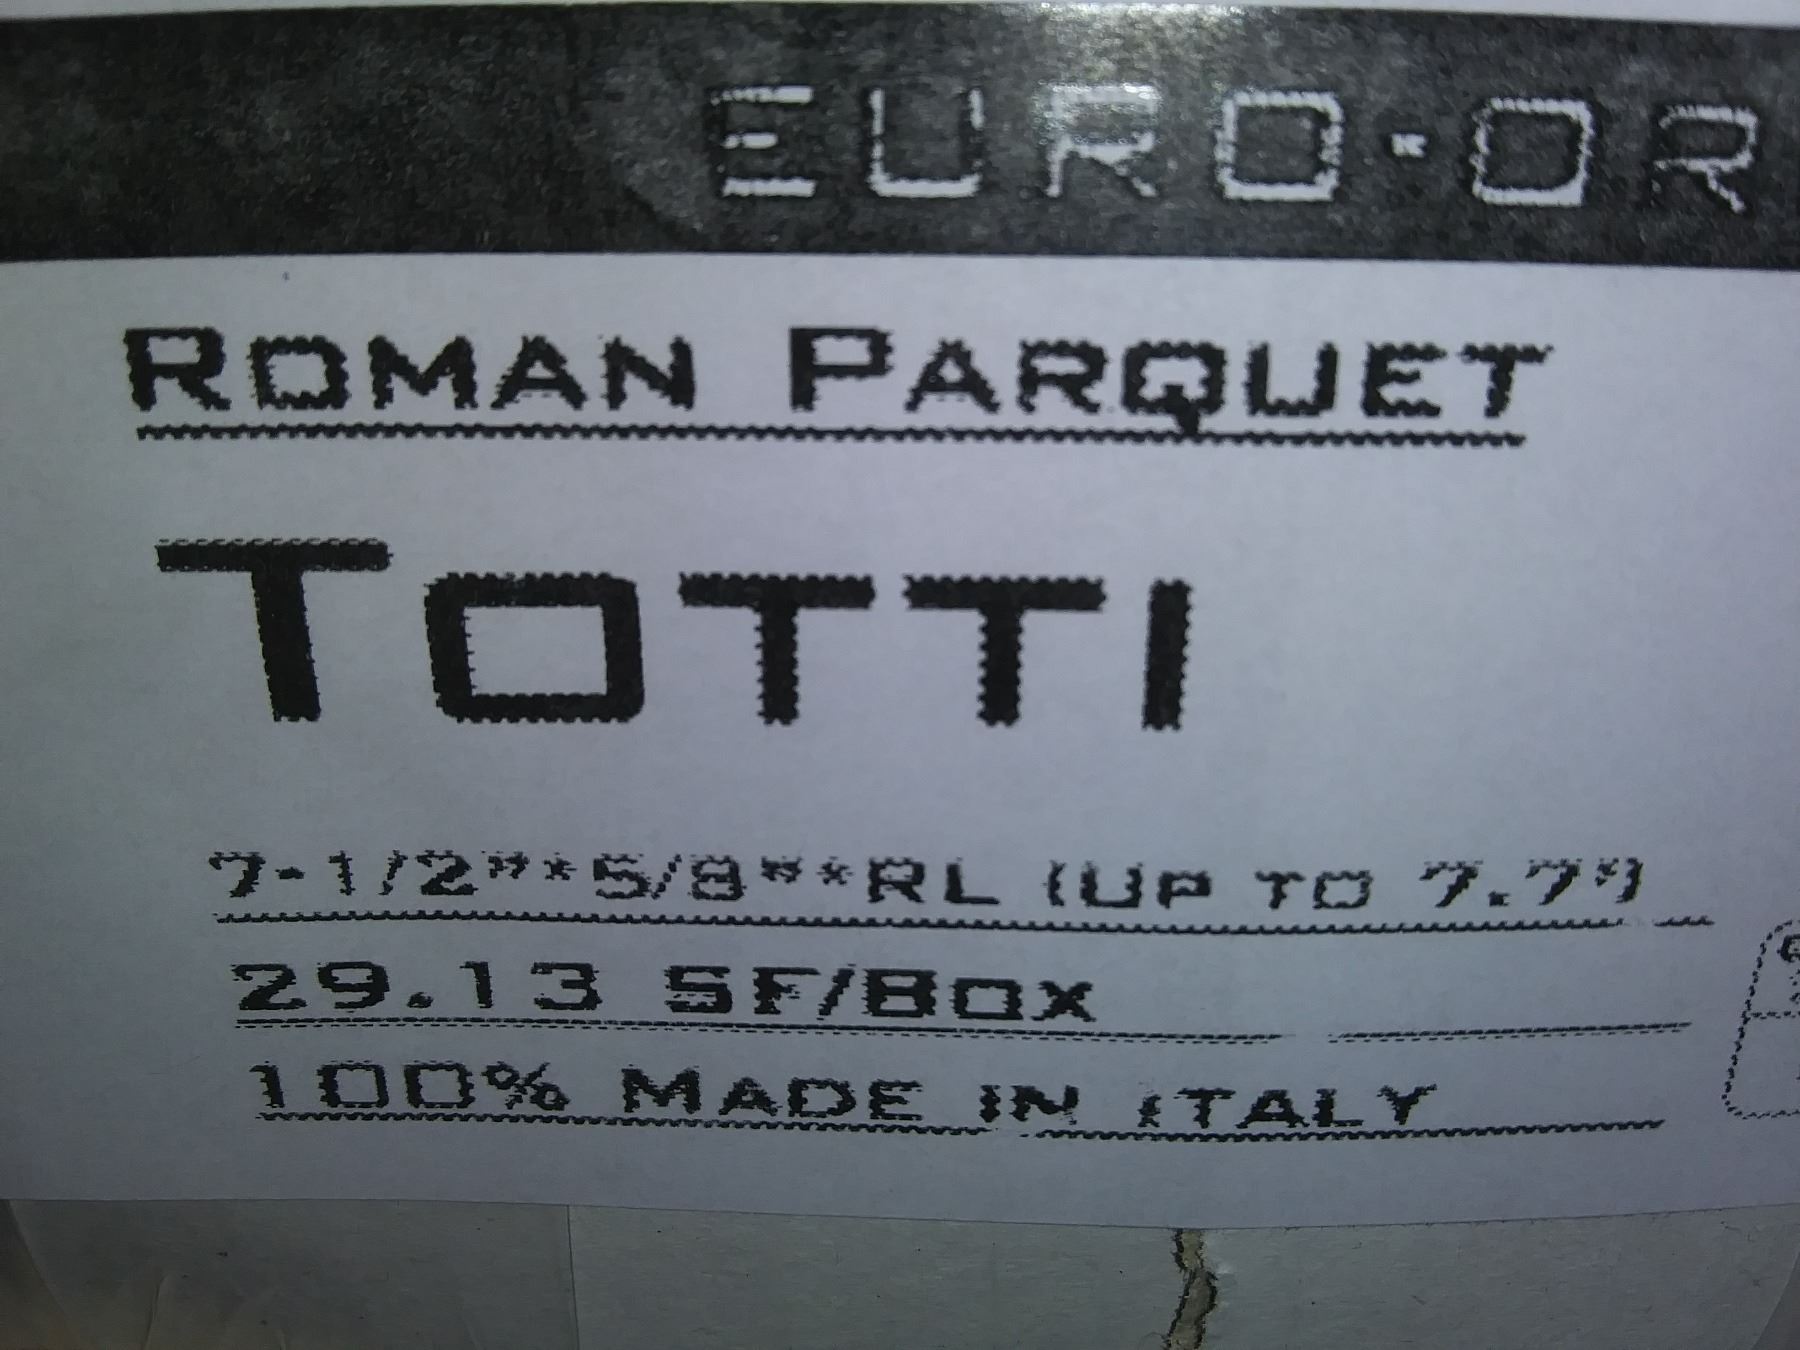 EURO-OR
ROMAN PARQUET
TOTTI
7-1/2"*5/8"*RL (UP TO 7.7')
29.13 SF/BOX
100% MADE IN ITALY